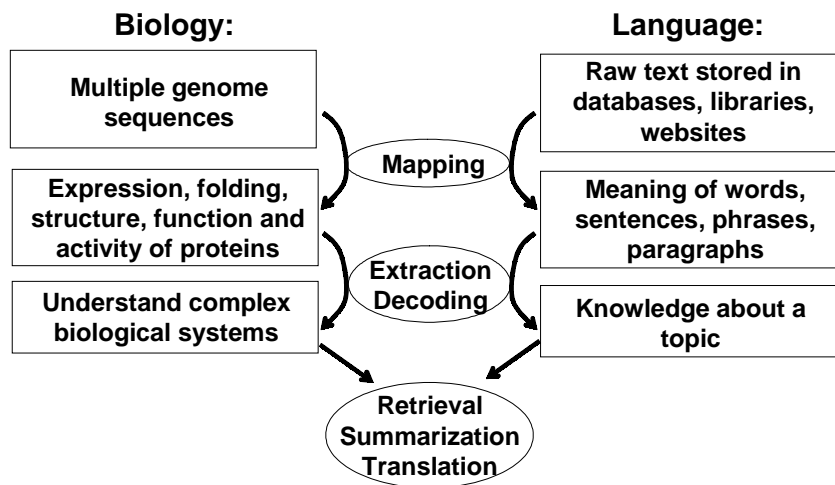 Biology:
Language:
Multiple genome
sequences
Raw text stored in
databases, libraries,
websites
Mapping
Expression, folding,
structure, function and
activity of proteins
Meaning of words,
sentences, phrases,
paragraphs
Extraction
Decoding
Understand complex
biological systems
Knowledge about a
topic
Retrieval
Summarization
Translation